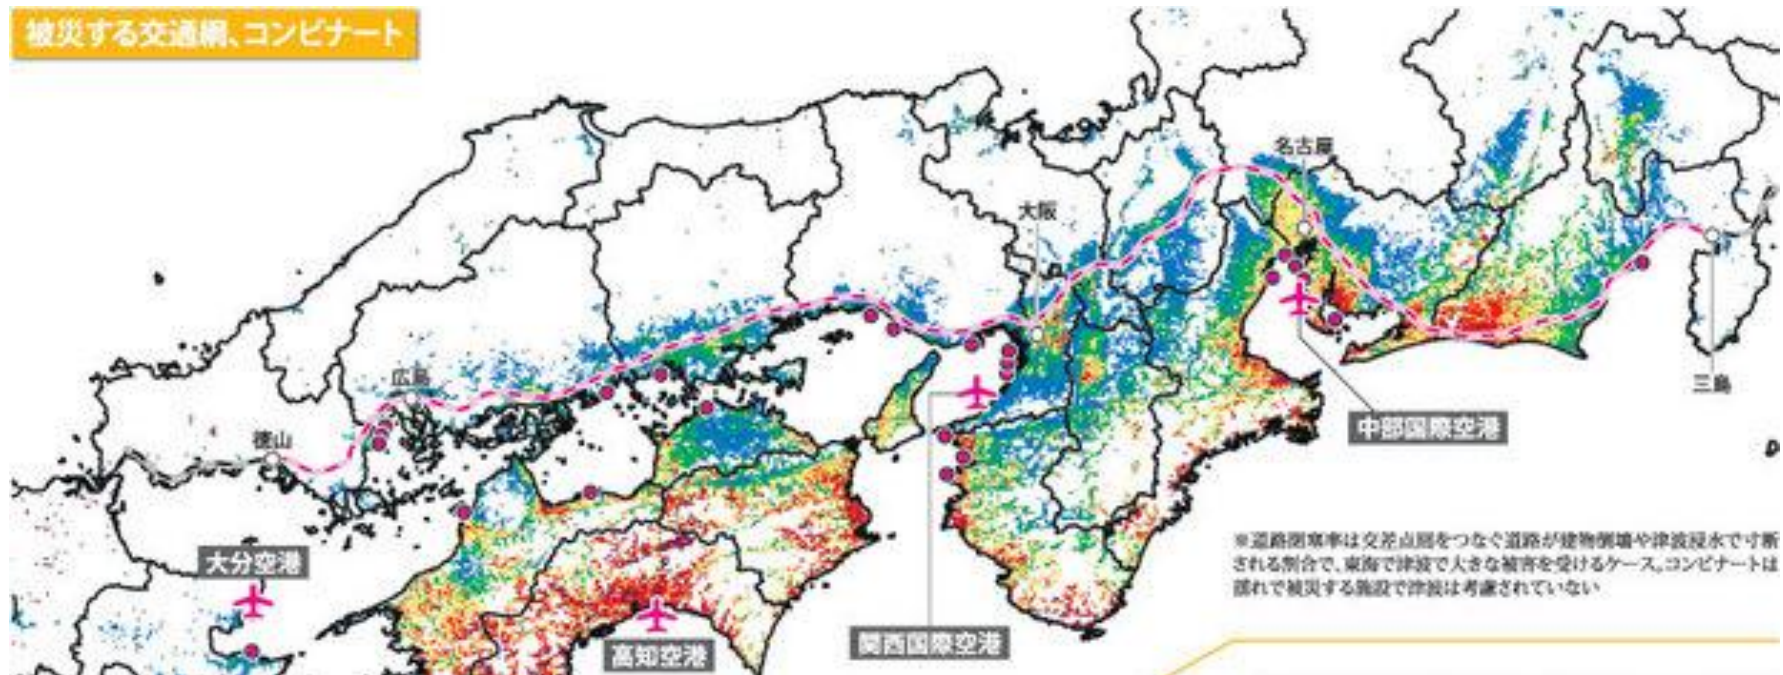 被災する交通網、コンビナート
名古屋
大阪
広島
徳山
三島
中部国際空港
大分空港
高知空港
関西国際空港
※道路閉塞率は交差点間をつなぐ道路が建物倒壊や津波浸水で寸断
される割合で、東海で津波で大きな被害を受けるケース。コンビナートは
揺れで被災する施設で津波は考慮されていない